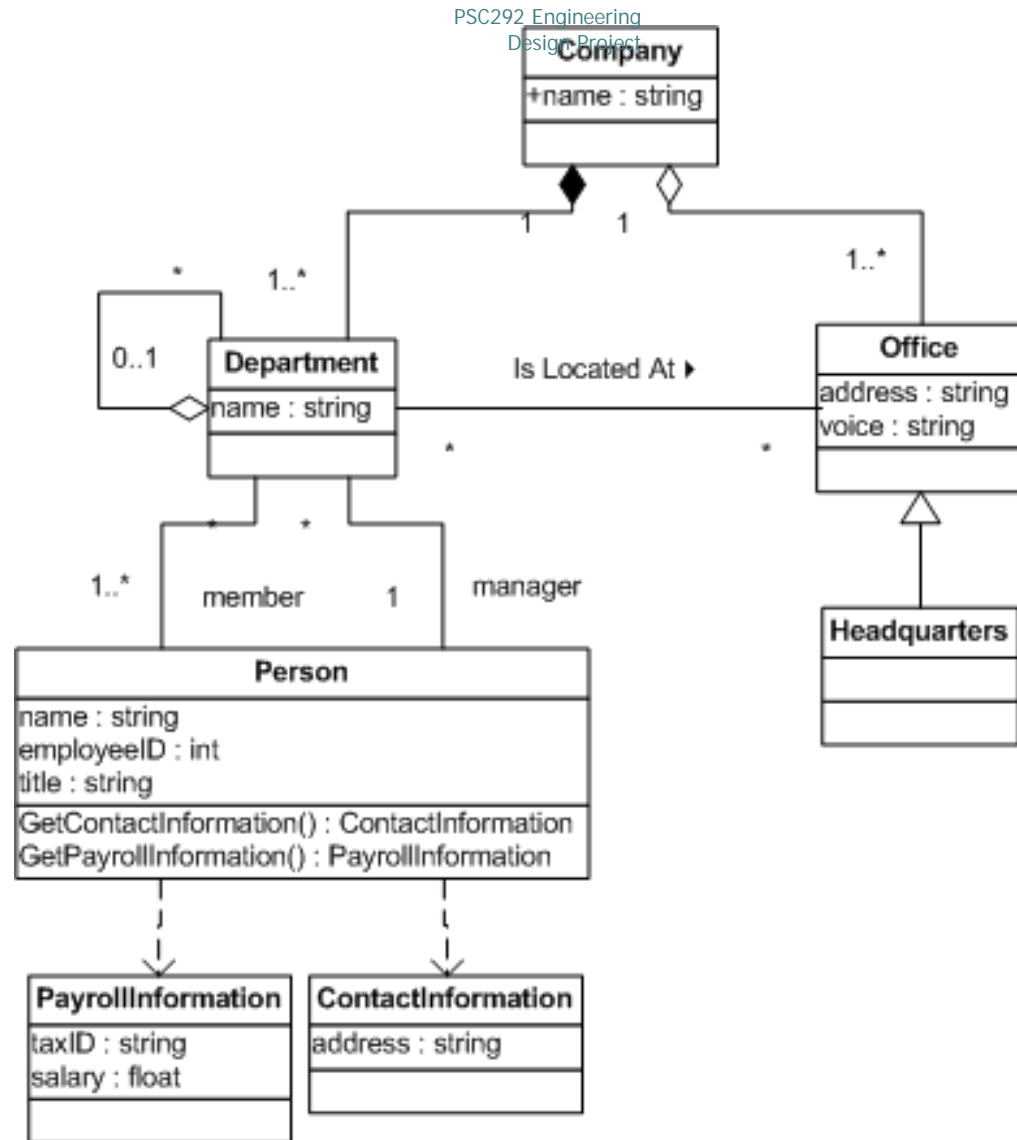 PSC292 Engineering
Design Project
Company
+name : string
1
1
*
1..*
1..*
0..1
Department
name : string
Is Located At ▸
Office
address : string
voice : string
*
*
*
*
1..*
member
1
manager
Headquarters
Person
name : string
employeeID : int
title : string
GetContactInformation() : ContactInformation
GetPayrollInformation() : PayrollInformation
PayrollInformation
taxID : string
salary : float
ContactInformation
address : string